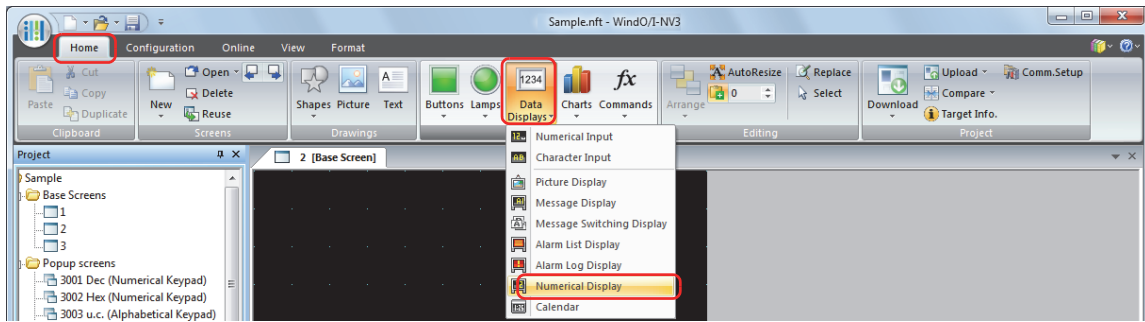 Sample.nft - WindO/I-NV3
Home Configuration Online View Format
Cut Open AutoResize Replace Upload Comm.Setup
Copy Delete 0 Select Compare
Duplicate Reuse Target Info.
Paste New Shapes Picture Text Buttons Lamps 1234 Data Displays Charts fx Commands Arrange Download
Clipboard Screens Drawings Editing Project
Project 2 [Base Screen]
Numerical Input
Character Input
Picture Display
Message Display
Message Switching Display
Alarm List Display
Alarm Log Display
Numerical Display
Calendar
Sample
Base Screens
1
2
3
Popup screens
3001 Dec (Numerical Keypad)
3002 Hex (Numerical Keypad)
3003 u.c. (Alphabetical Keypad)